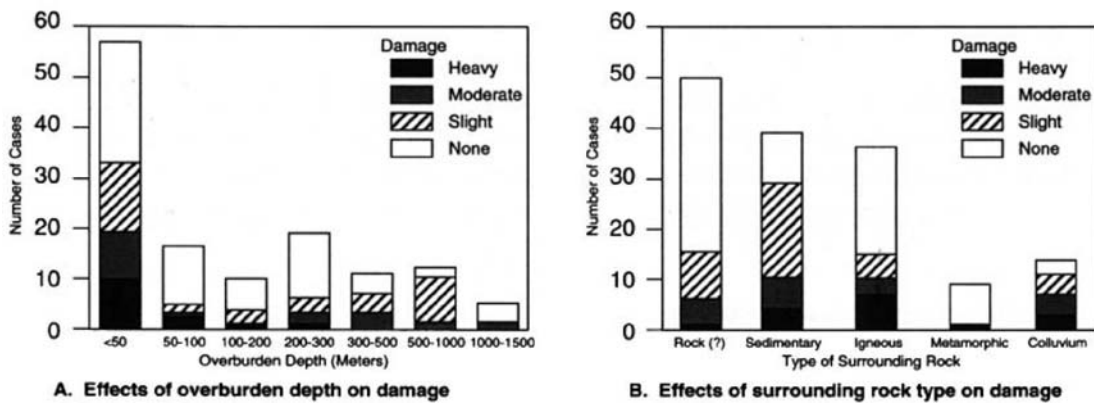 60
50
40
30
20
10
0
Number of Cases
Damage
Heavy
Moderate
Slight
None
<50 50-100 100-200 200-300 300-500 500-1000 1000-1500
Overburden Depth (Meters)
A. Effects of overburden depth on damage
60
50
40
30
20
10
0
Number of Cases
Damage
Heavy
Moderate
Slight
None
Rock (?) Sedimentary Igneous Metamorphic Colluvium
Type of Surrounding Rock
B. Effects of surrounding rock type on damage